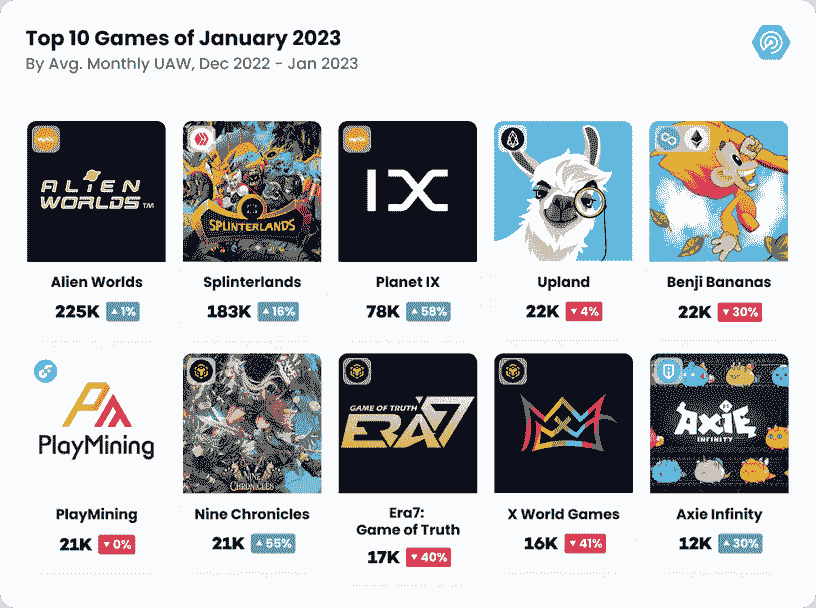 Top 10 Games of January 2023
By Avg. Monthly UAW, Dec 2022 - Jan 2023
ALIEN
WORLDS™
SPLINTERLANDS
IX
Alien Worlds
Splinterlands
Planet IX
Upland
Benji Bananas
225K ▲ 1%
183K ▲ 16%
78K ▲ 58%
22K ▼ 4%
22K ▼ 30%
PlayMining
NINE
CHRONICLES
GAME OF TRUTH
ERA7
AXIE
INFINITY
PlayMining
Nine Chronicles
Era7:
Game of Truth
X World Games
Axie Infinity
21K ▼ 0%
21K ▲ 55%
17K ▼ 40%
16K ▼ 41%
12K ▲ 30%